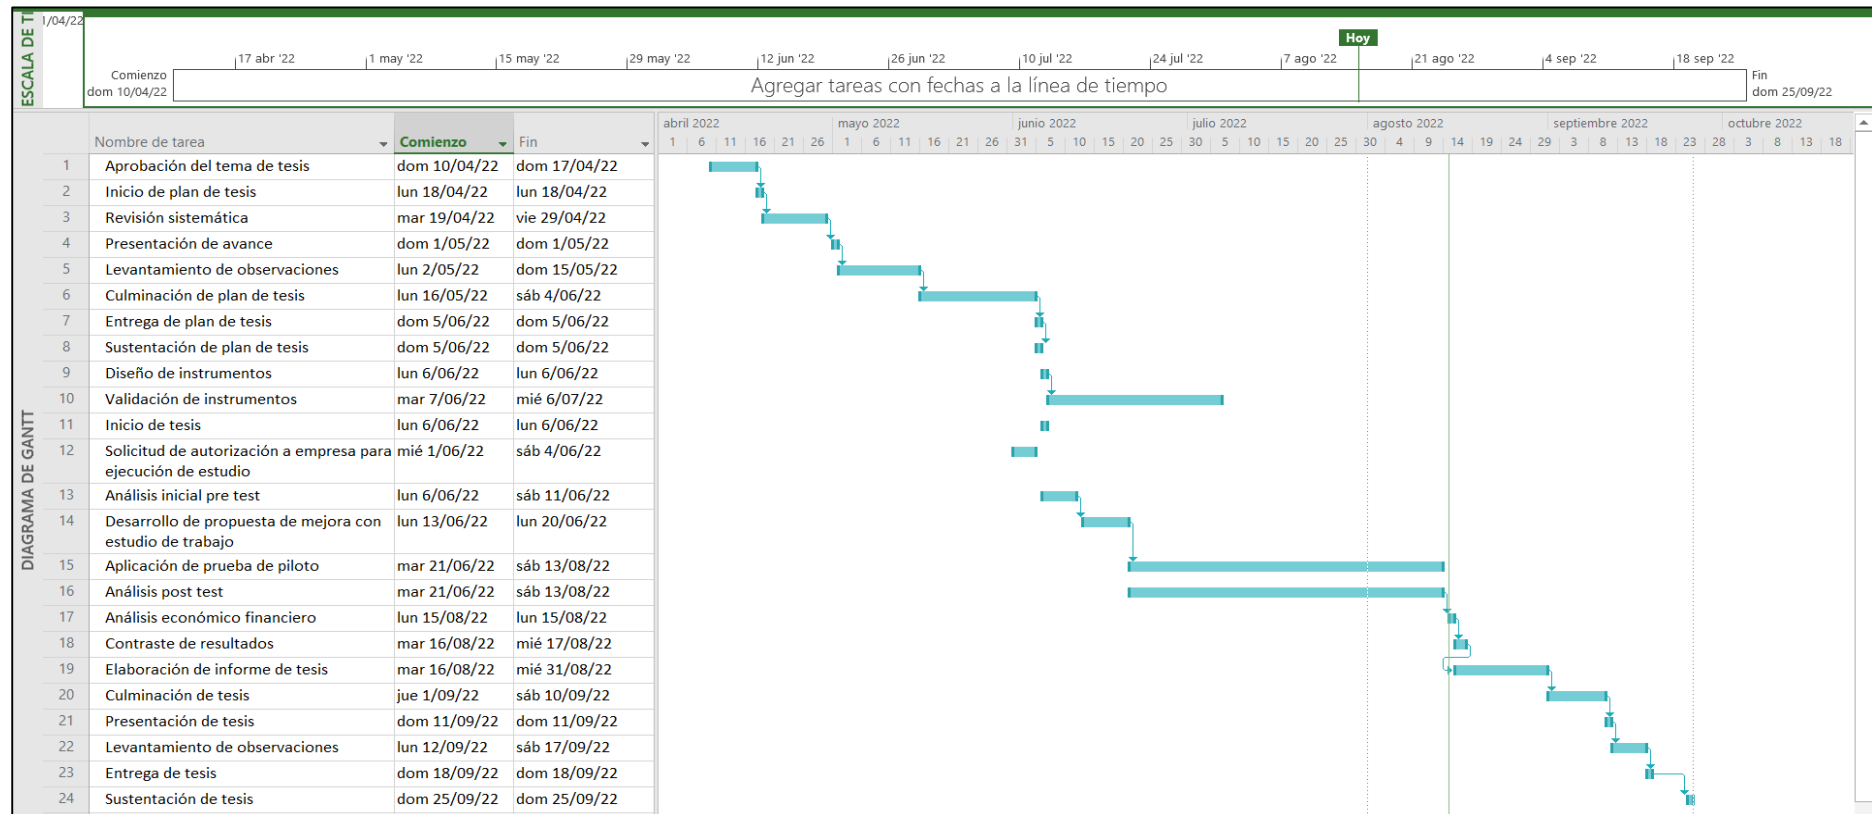 1/04/22
ESCALA DE TI
Hoy
17 abr '22 1 may '22 15 may '22 29 may '22 12 jun '22 26 jun '22 10 jul '22 24 jul '22 7 ago '22 21 ago '22 4 sep '22 18 sep '22
Comienzo
dom 10/04/22
Agregar tareas con fechas a la línea de tiempo
Fin
dom 25/09/22
DIAGRAMA DE GANTT
abril 2022 mayo 2022 junio 2022 julio 2022 agosto 2022 septiembre 2022 octubre 2022
Nombre de tarea Comienzo Fin
1 6 11 16 21 26 1 6 11 16 21 26 31 5 10 15 20 25 30 5 10 15 20 25 30 4 9 14 19 24 29 3 8 13 18 23 28 3 8 13 18
1 Aprobación del tema de tesis dom 10/04/22 dom 17/04/22
2 Inicio de plan de tesis lun 18/04/22 lun 18/04/22
3 Revisión sistemática mar 19/04/22 vie 29/04/22
4 Presentación de avance dom 1/05/22 dom 1/05/22
5 Levantamiento de observaciones lun 2/05/22 dom 15/05/22
6 Culminación de plan de tesis lun 16/05/22 sáb 4/06/22
7 Entrega de plan de tesis dom 5/06/22 dom 5/06/22
8 Sustentación de plan de tesis dom 5/06/22 dom 5/06/22
9 Diseño de instrumentos lun 6/06/22 lun 6/06/22
10 Validación de instrumentos mar 7/06/22 mié 6/07/22
11 Inicio de tesis lun 6/06/22 lun 6/06/22
12 Solicitud de autorización a empresa para mié 1/06/22 sáb 4/06/22
ejecución de estudio
13 Análisis inicial pre test lun 6/06/22 sáb 11/06/22
14 Desarrollo de propuesta de mejora con lun 13/06/22 lun 20/06/22
estudio de trabajo
15 Aplicación de prueba de piloto mar 21/06/22 sáb 13/08/22
16 Análisis post test mar 21/06/22 sáb 13/08/22
17 Análisis económico financiero lun 15/08/22 lun 15/08/22
18 Contraste de resultados mar 16/08/22 mié 17/08/22
19 Elaboración de informe de tesis mar 16/08/22 mié 31/08/22
20 Culminación de tesis jue 1/09/22 sáb 10/09/22
21 Presentación de tesis dom 11/09/22 dom 11/09/22
22 Levantamiento de observaciones lun 12/09/22 sáb 17/09/22
23 Entrega de tesis dom 18/09/22 dom 18/09/22
24 Sustentación de tesis dom 25/09/22 dom 25/09/22